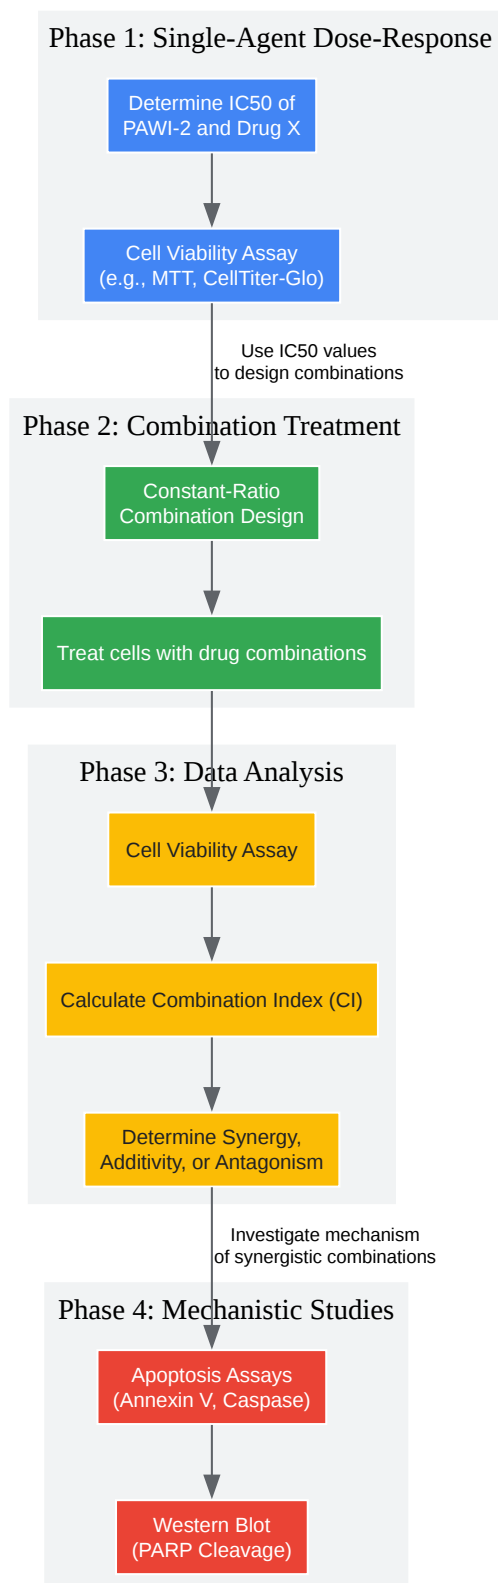 Phase 1: Single-Agent Dose-Response
Determine IC50 of
PAWI-2 and Drug X
Cell Viability Assay
(e.g., MTT, CellTiter-Glo)
Use IC50 values
to design combinations
Phase 2: Combination Treatment
Constant-Ratio
Combination Design
Treat cells with drug combinations
Phase 3: Data Analysis
Cell Viability Assay
Calculate Combination Index (CI)
Determine Synergy,
Additivity, or Antagonism
Investigate mechanism
of synergistic combinations
Phase 4: Mechanistic Studies
Apoptosis Assays
(Annexin V, Caspase)
Western Blot
(PARP Cleavage)